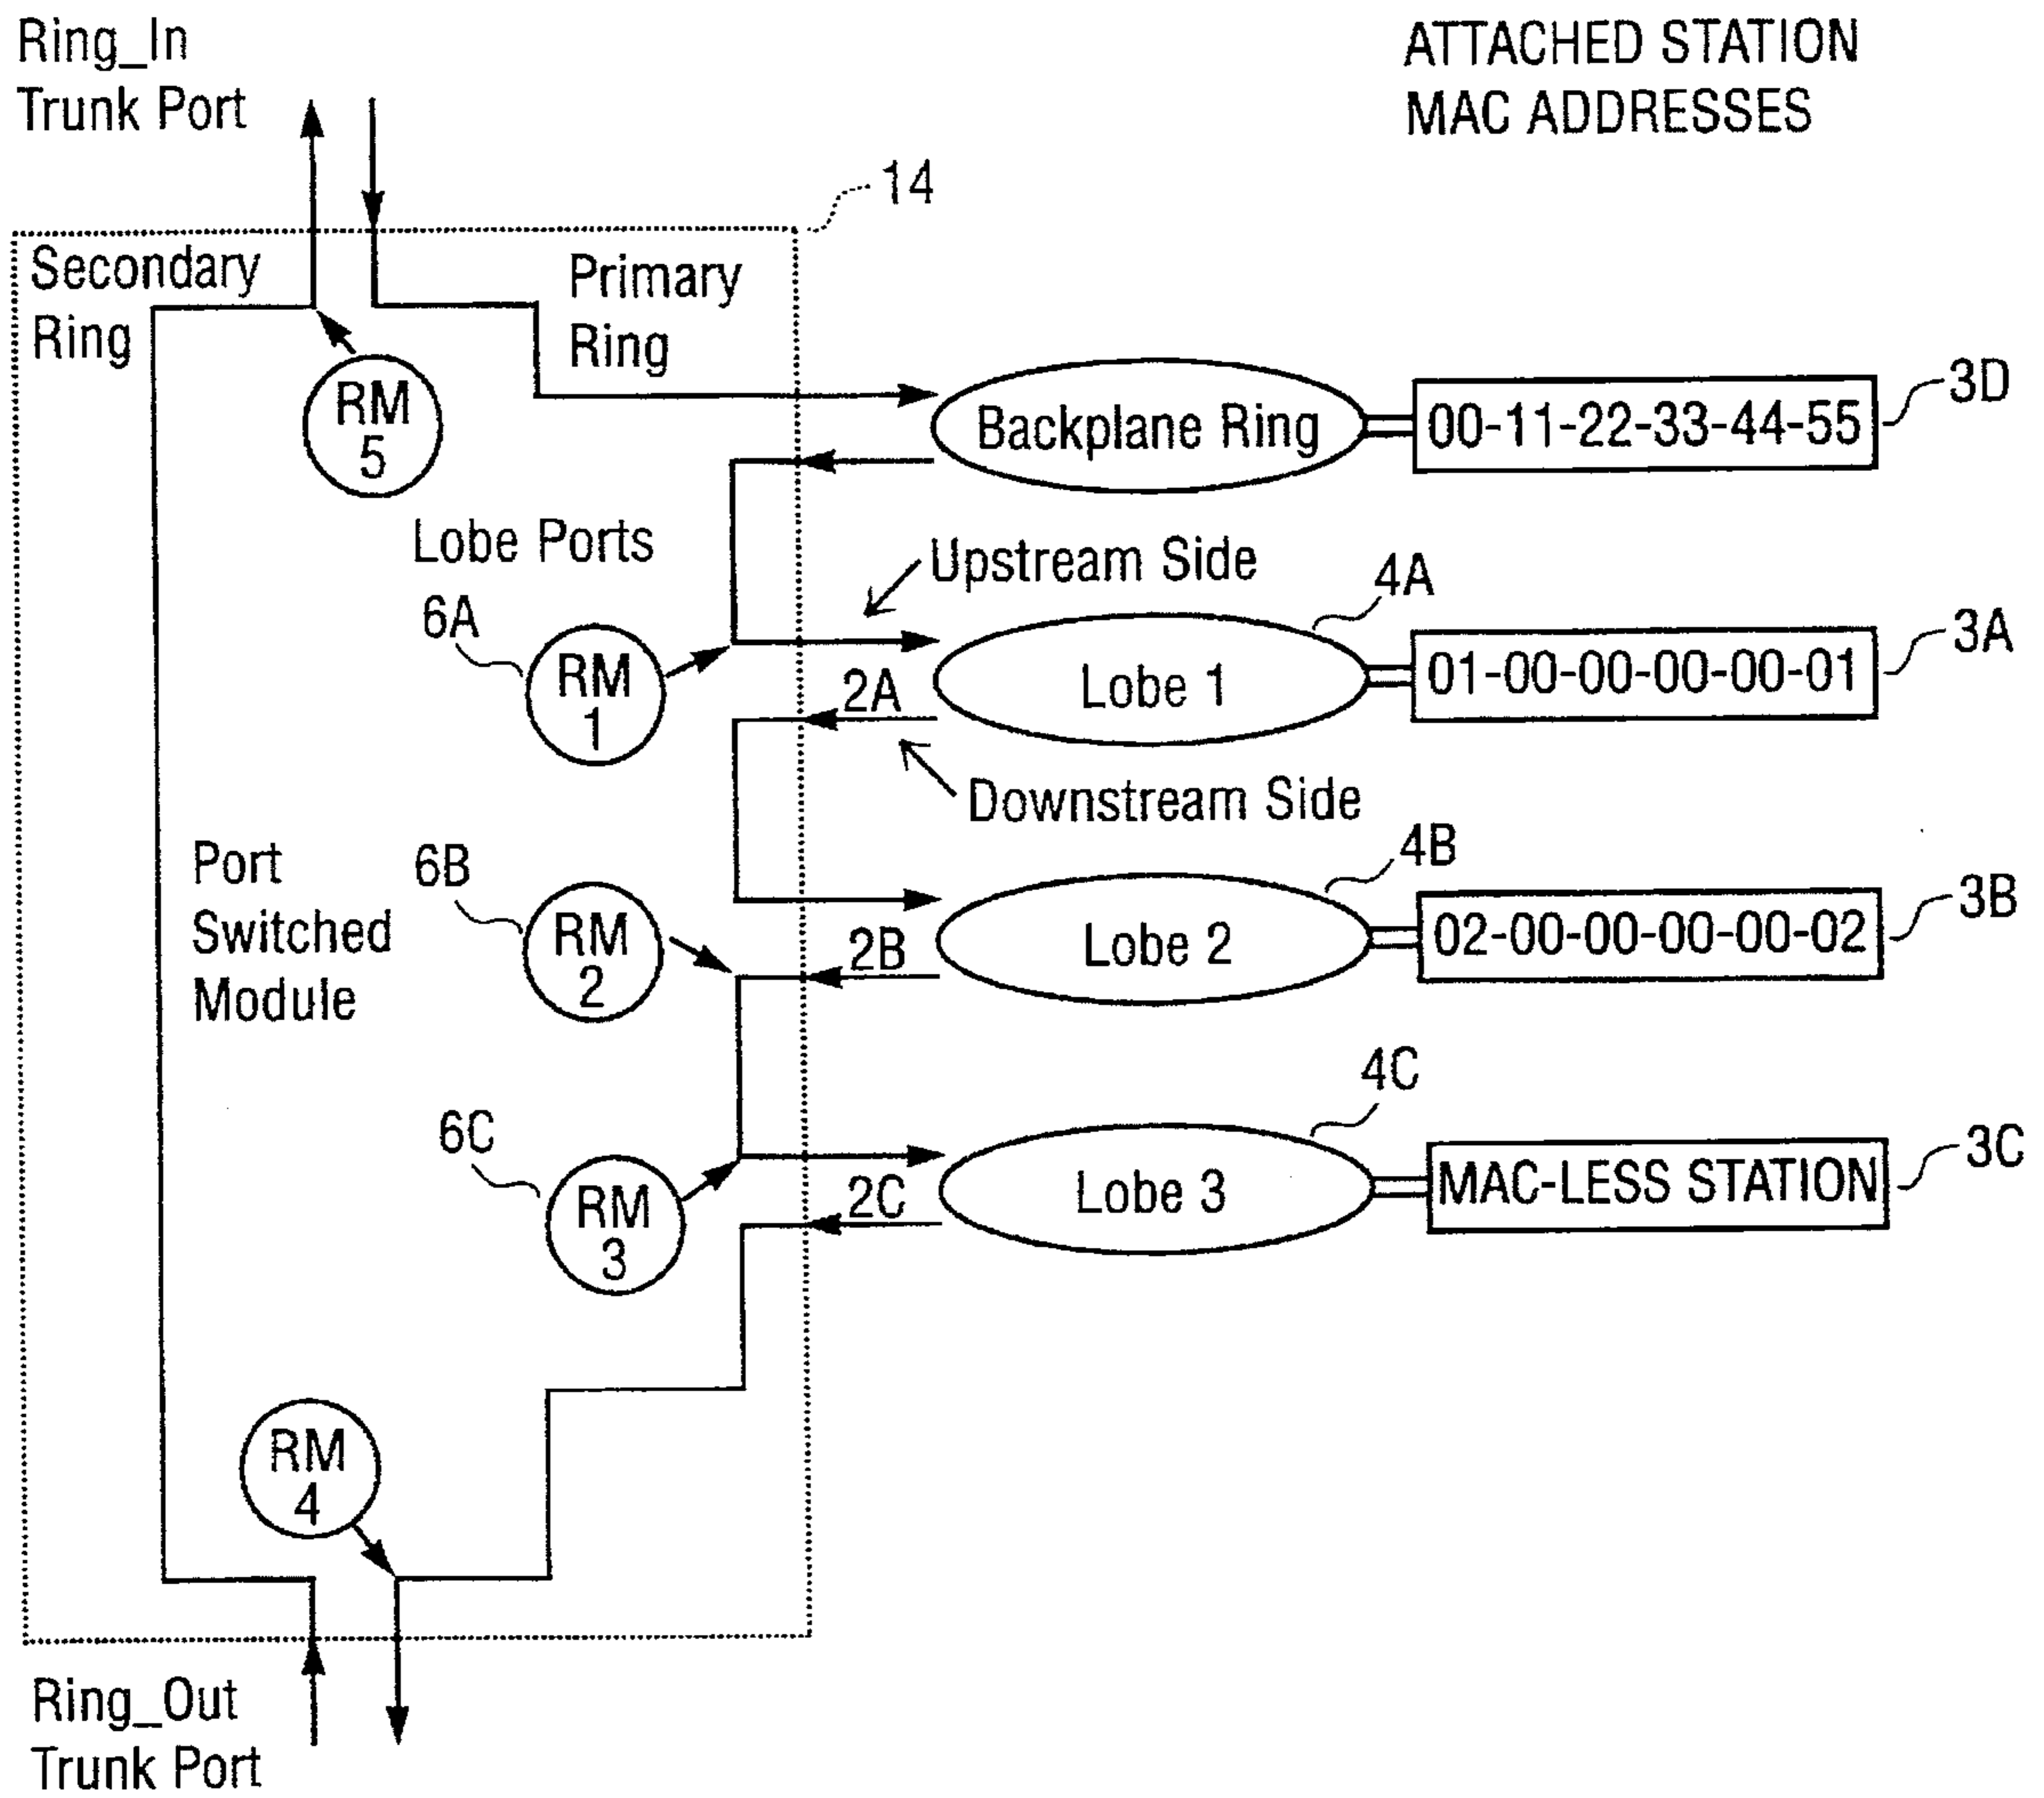 Ring_In
Trunk Port
ATTACHED STATION
MAC ADDRESSES
14
Secondary
Ring
Primary
Ring
RM
5
Backplane Ring
00-11-22-33-44-55
3D
Lobe Ports
Upstream Side
4A
6A
RM
1
2A
Lobe 1
01-00-00-00-00-01
3A
Downstream Side
Port
Switched
Module
6B
RM
2
2B
4B
Lobe 2
02-00-00-00-00-02
3B
6C
RM
3
2C
4C
Lobe 3
MAC-LESS STATION
3C
RM
4
Ring_Out
Trunk Port